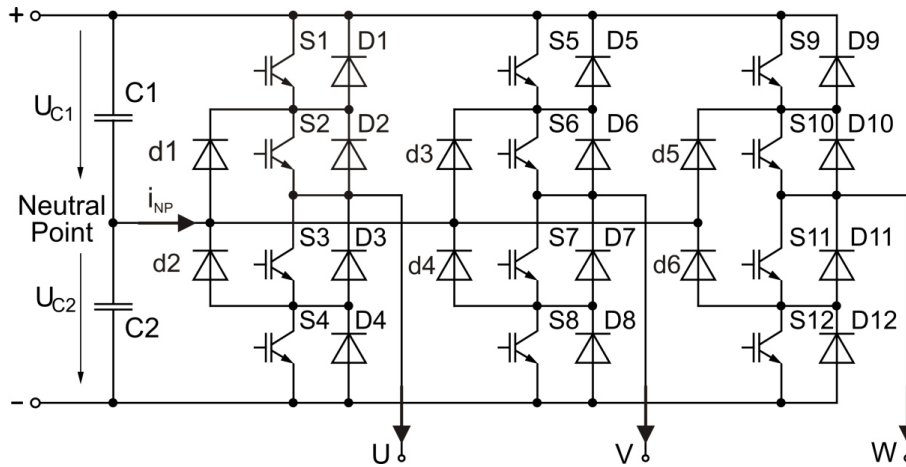 +
S1 D1 S5 D5 S9 D9
U_C1 C1
S2 D2 S6 D6 S10 D10
d1 d3 d5
Neutral
Point
i_NP
S3 D3 S7 D7 S11 D11
d2 d4 d6
U_C2 C2
S4 D4 S8 D8 S12 D12
−
U V W